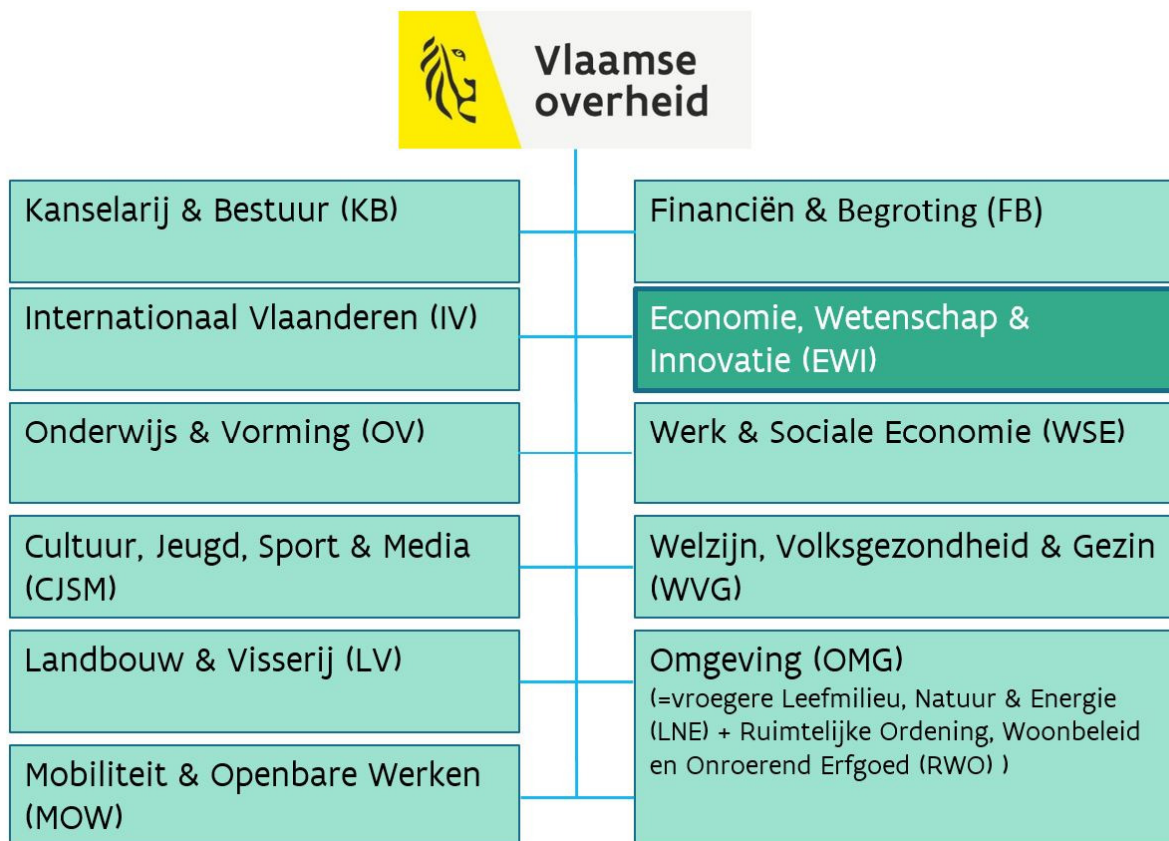 Vlaamse
overheid
Kanselarij & Bestuur (KB)
Financiën & Begroting (FB)
Internationaal Vlaanderen (IV)
Economie, Wetenschap &
Innovatie (EWI)
Onderwijs & Vorming (OV)
Werk & Sociale Economie (WSE)
Cultuur, Jeugd, Sport & Media
(CJSM)
Welzijn, Volksgezondheid & Gezin
(WVG)
Landbouw & Visserij (LV)
Omgeving (OMG)
(=vroegere Leefmilieu, Natuur & Energie
(LNE) + Ruimtelijke Ordening, Woonbeleid
en Onroerend Erfgoed (RWO) )
Mobiliteit & Openbare Werken
(MOW)